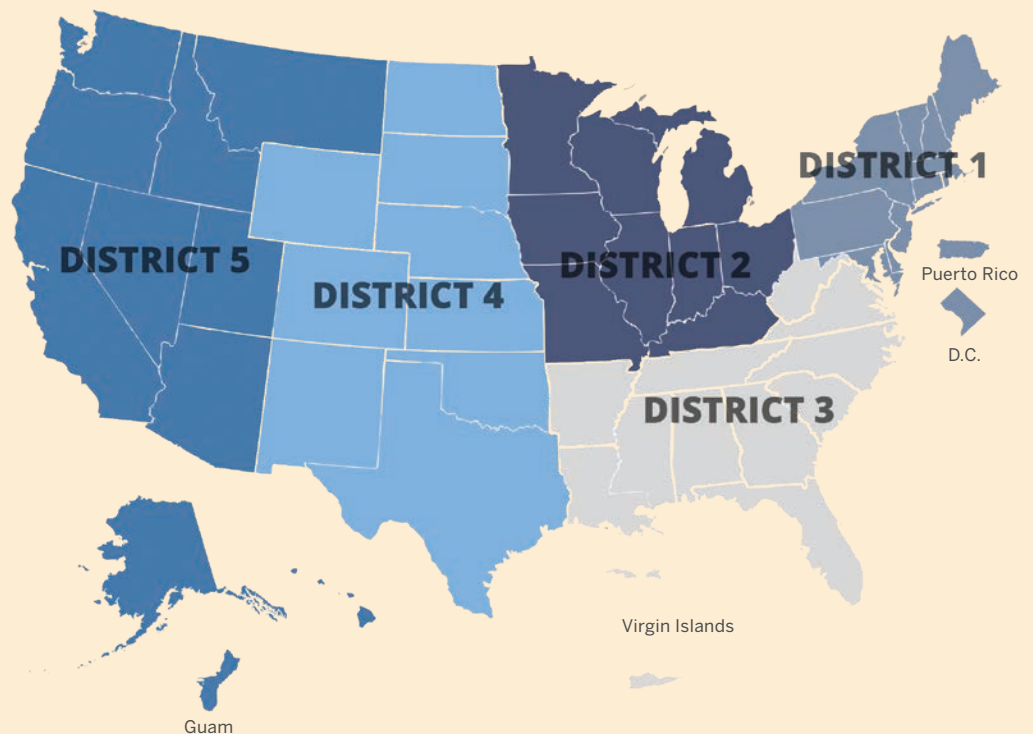 DISTRICT 1
DISTRICT 5
DISTRICT 2
Puerto Rico
DISTRICT 4
D.C.
DISTRICT 3
Virgin Islands
Guam